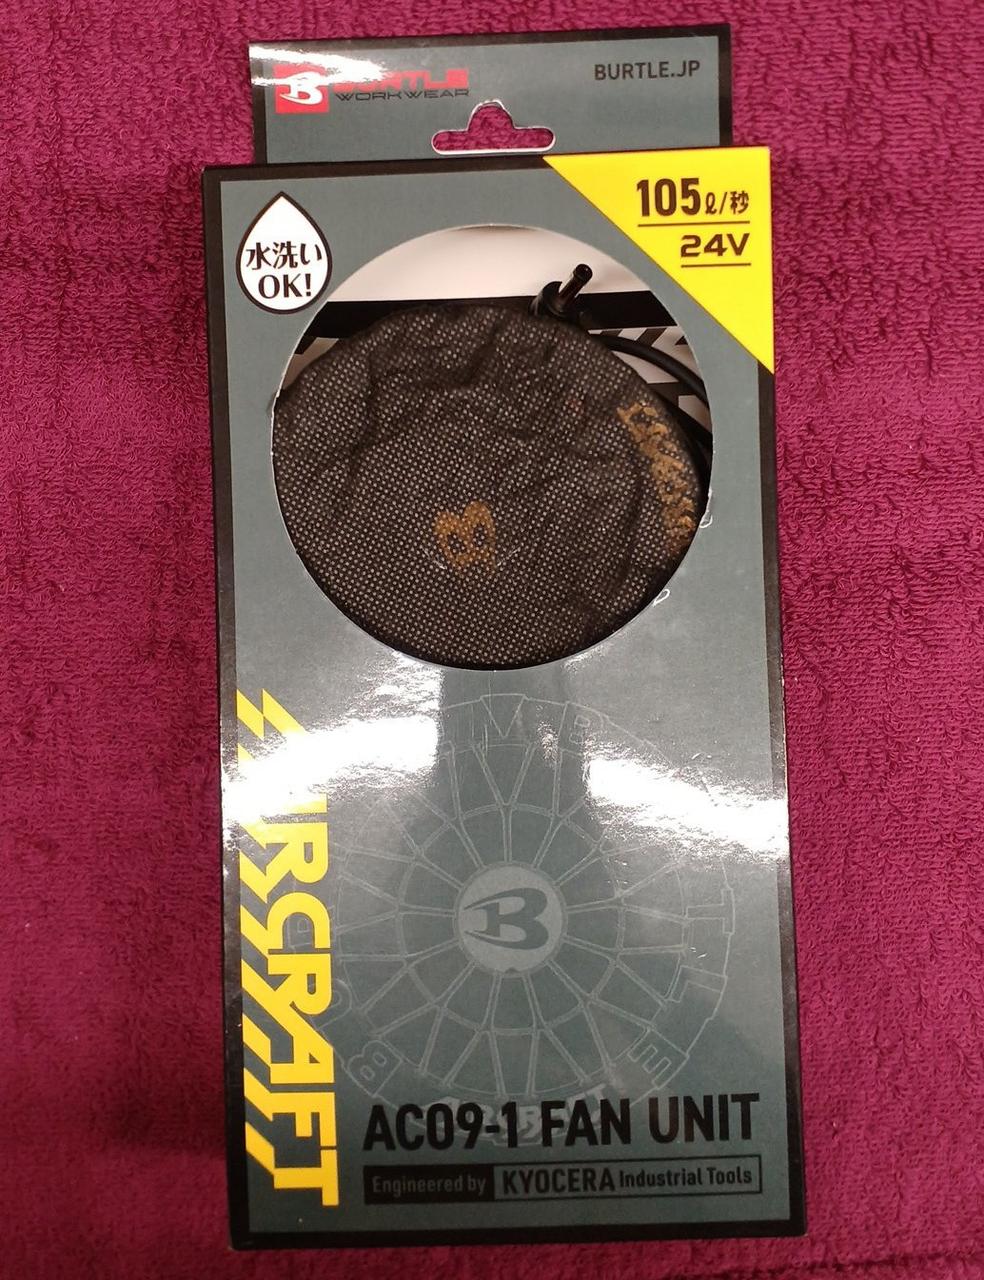 BURTLE
WORKWEAR
BURTLE.JP
105ℓ/秒
24V
水洗い
OK!
AIRCRAFT
AC09-1 FAN UNIT
Engineered by KYOCERA Industrial Tools